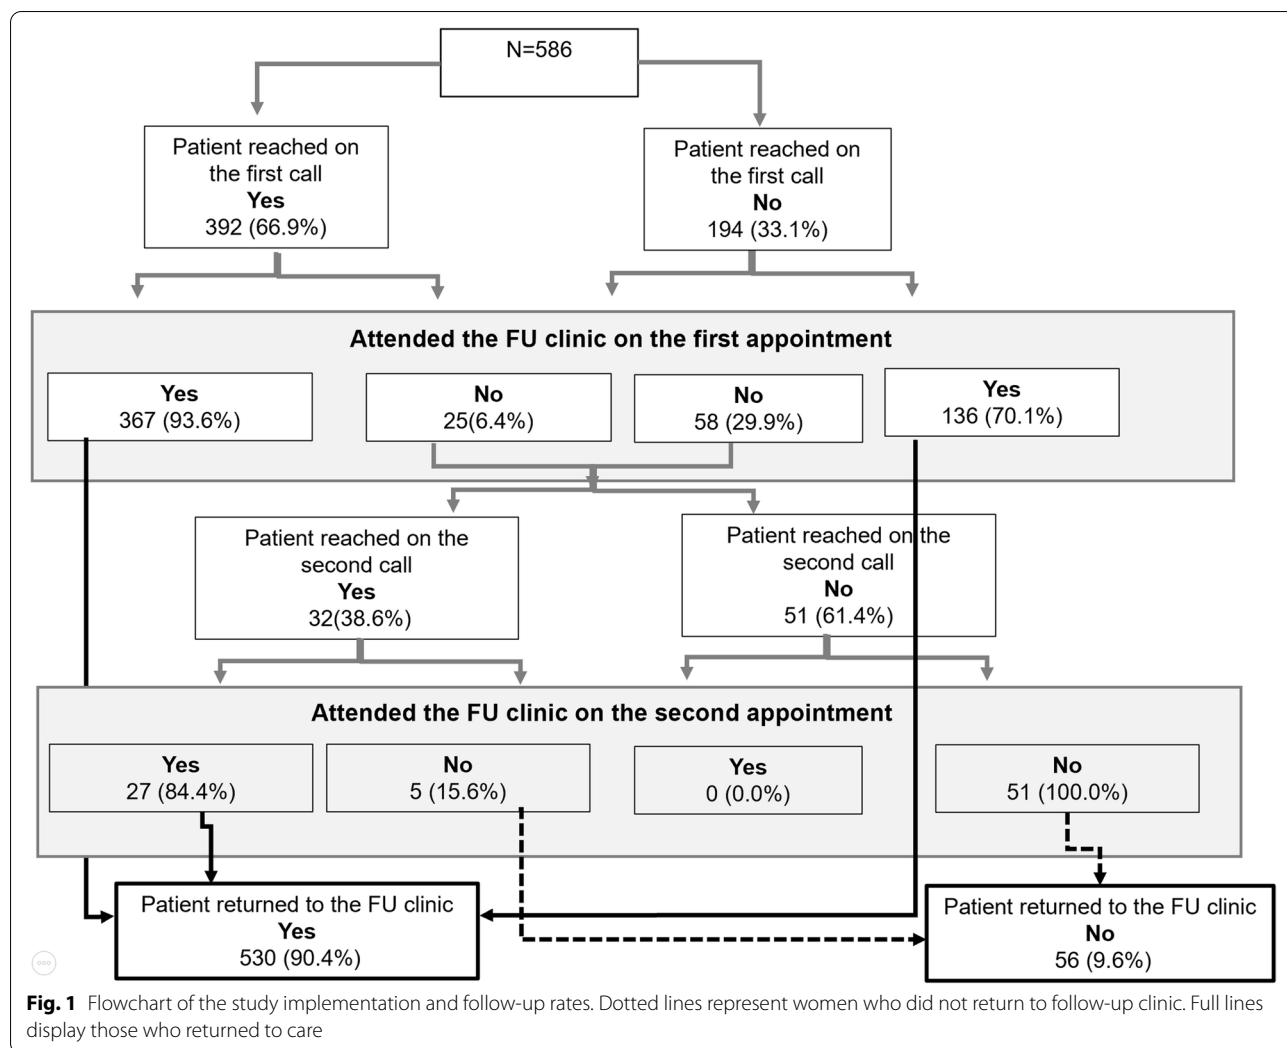 N=586
Patient reached on
the first call
Yes
392 (66.9%)
Patient reached on
the first call
No
194 (33.1%)
Attended the FU clinic on the first appointment
Yes
367 (93.6%)
No
25(6.4%)
No
58 (29.9%)
Yes
136 (70.1%)
Patient reached on the
second call
Yes
32(38.6%)
Patient reached on the
second call
No
51 (61.4%)
Attended the FU clinic on the second appointment
Yes
27 (84.4%)
No
5 (15.6%)
Yes
0 (0.0%)
No
51 (100.0%)
Patient returned to the FU clinic
Yes
530 (90.4%)
Patient returned to the FU clinic
No
56 (9.6%)
Fig. 1 Flowchart of the study implementation and follow-up rates. Dotted lines represent women who did not return to follow-up clinic. Full lines
display those who returned to care